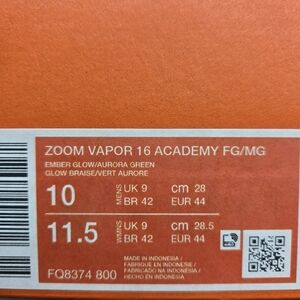 ZOOM VAPOR 16 ACADEMY FG/MG
EMBER GLOW/AURORA GREEN
GLOW BRAISE/VERT AURORE
10 MENS UK 9 cm 28
BR 42 EUR 44
11.5 WMNS UK 9 cm 28.5
BR 42 EUR 44
FQ8374 800
MADE IN INDONESIA /
FABRIQUE EN INDONESIE /
FABRICADO NA INDONÉSIA /
HECHO EN INDONESIA